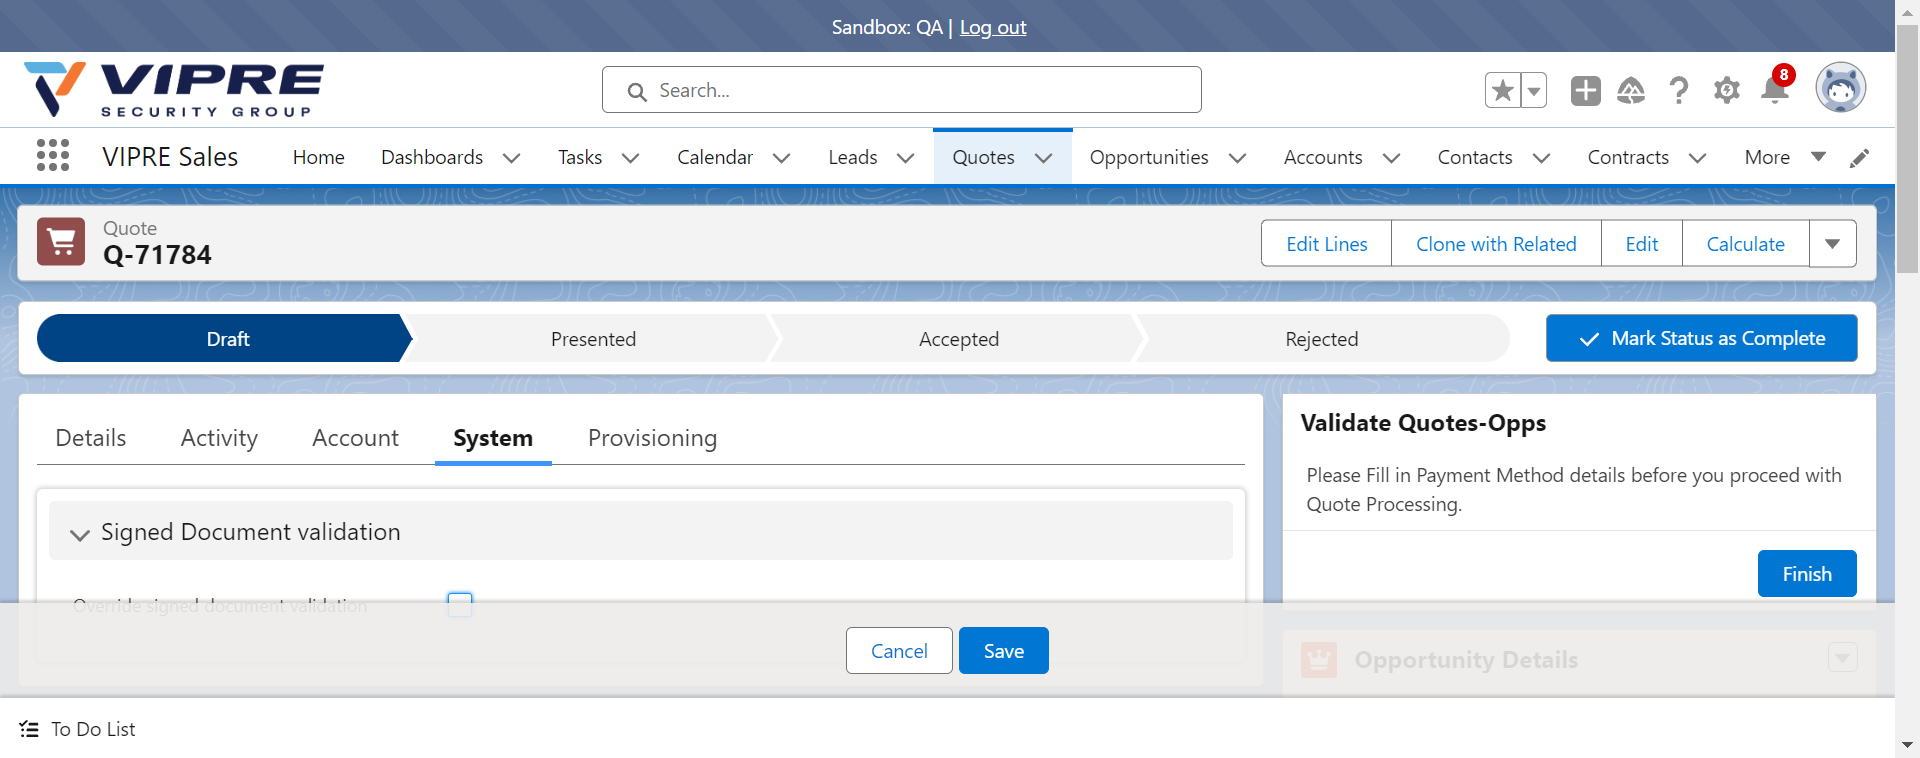 Sandbox: QA | Log out
VIPRE
SECURITY GROUP
Search...
8
VIPRE Sales
Home
Dashboards
Tasks
Calendar
Leads
Quotes
Opportunities
Accounts
Contacts
Contracts
More
Quote
Q-71784
Edit Lines
Clone with Related
Edit
Calculate
Draft
Presented
Accepted
Rejected
Mark Status as Complete
Details
Activity
Account
System
Provisioning
Signed Document validation
Override signed document validation
Cancel
Save
Validate Quotes-Opps
Please Fill in Payment Method details before you proceed with
Quote Processing.
Finish
Opportunity Details
To Do List